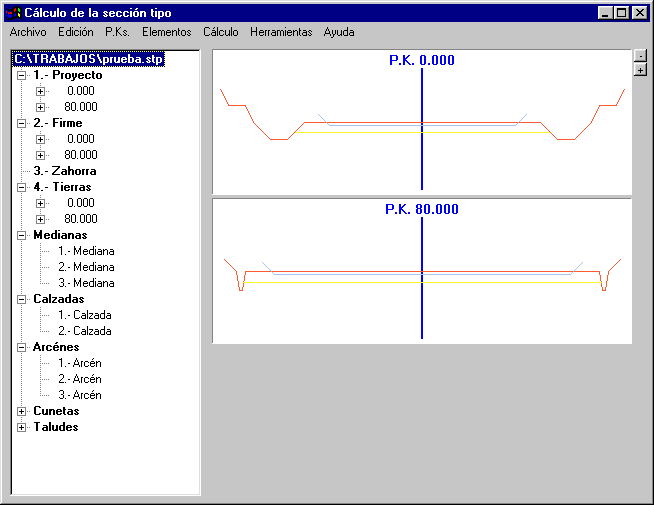 Cálculo de la sección tipo
Archivo Edición P.Ks. Elementos Cálculo Herramientas Ayuda
C:\TRABAJOS\prueba.stp
1.- Proyecto
0.000
80.000
2.- Firme
0.000
80.000
3.- Zahorra
4.- Tierras
0.000
80.000
Medianas
1.- Mediana
2.- Mediana
3.- Mediana
Calzadas
1.- Calzada
2.- Calzada
Arcénes
1.- Arcén
2.- Arcén
3.- Arcén
Cunetas
Taludes
P.K. 0.000
P.K. 80.000